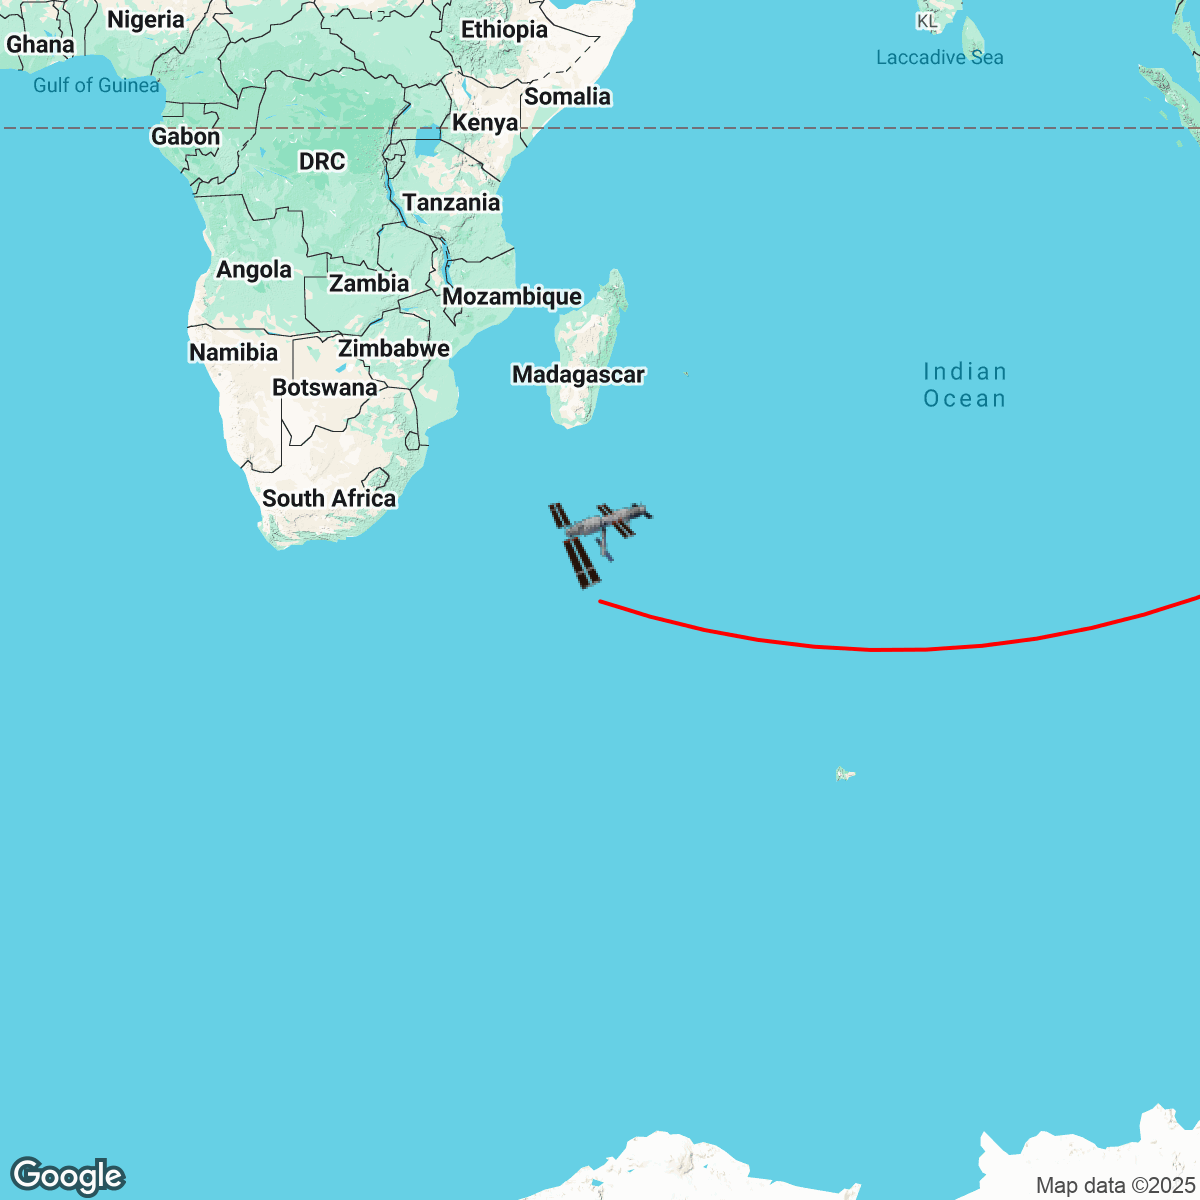 Nigeria
Ghana
Gulf of Guinea
Ethiopia
KL
Laccadive Sea
Somalia
Kenya
Gabon
DRC
Tanzania
Angola
Zambia
Mozambique
Namibia
Zimbabwe
Botswana
Madagascar
Indian
Ocean
South Africa
Google
Map data ©2025